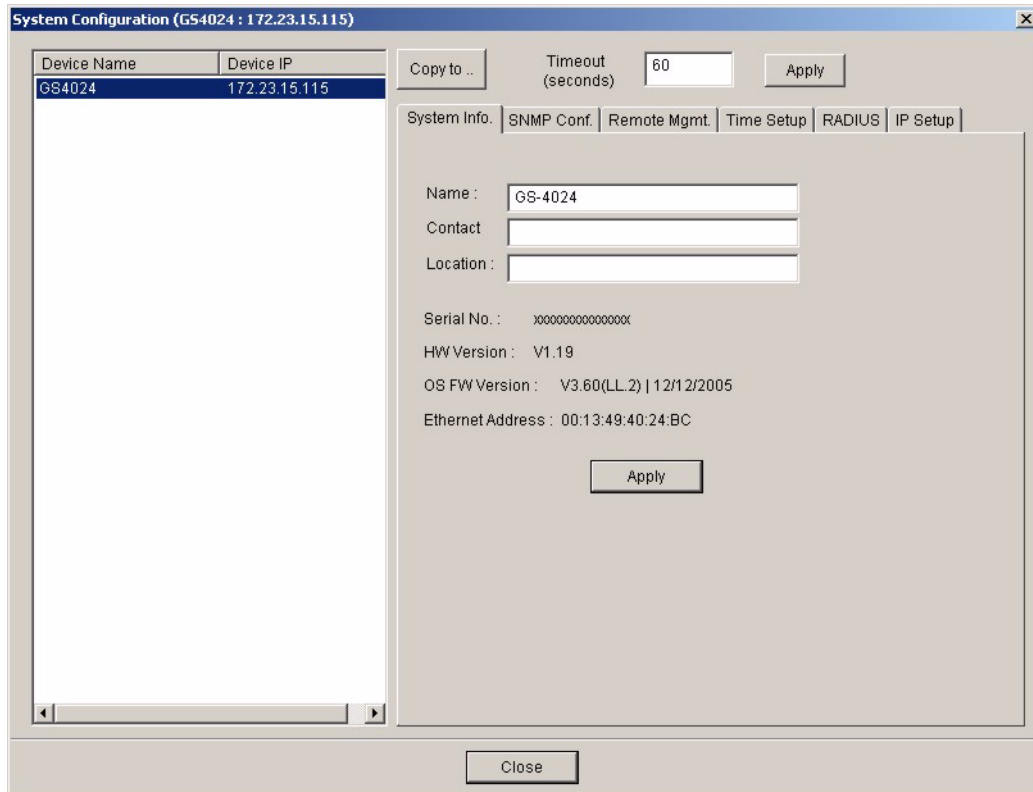 System Configuration (GS4024 : 172.23.15.115)
Device Name Device IP
GS4024 172.23.15.115
Copy to ..
Timeout
(seconds)
60
Apply
System Info. SNMP Conf. Remote Mgmt. Time Setup RADIUS IP Setup
Name : GS-4024
Contact
Location :
Serial No. : xxxxxxxxxxxxxxx
HW Version : V1.19
OS FW Version : V3.60(LL.2) | 12/12/2005
Ethernet Address : 00:13:49:40:24:BC
Apply
Close